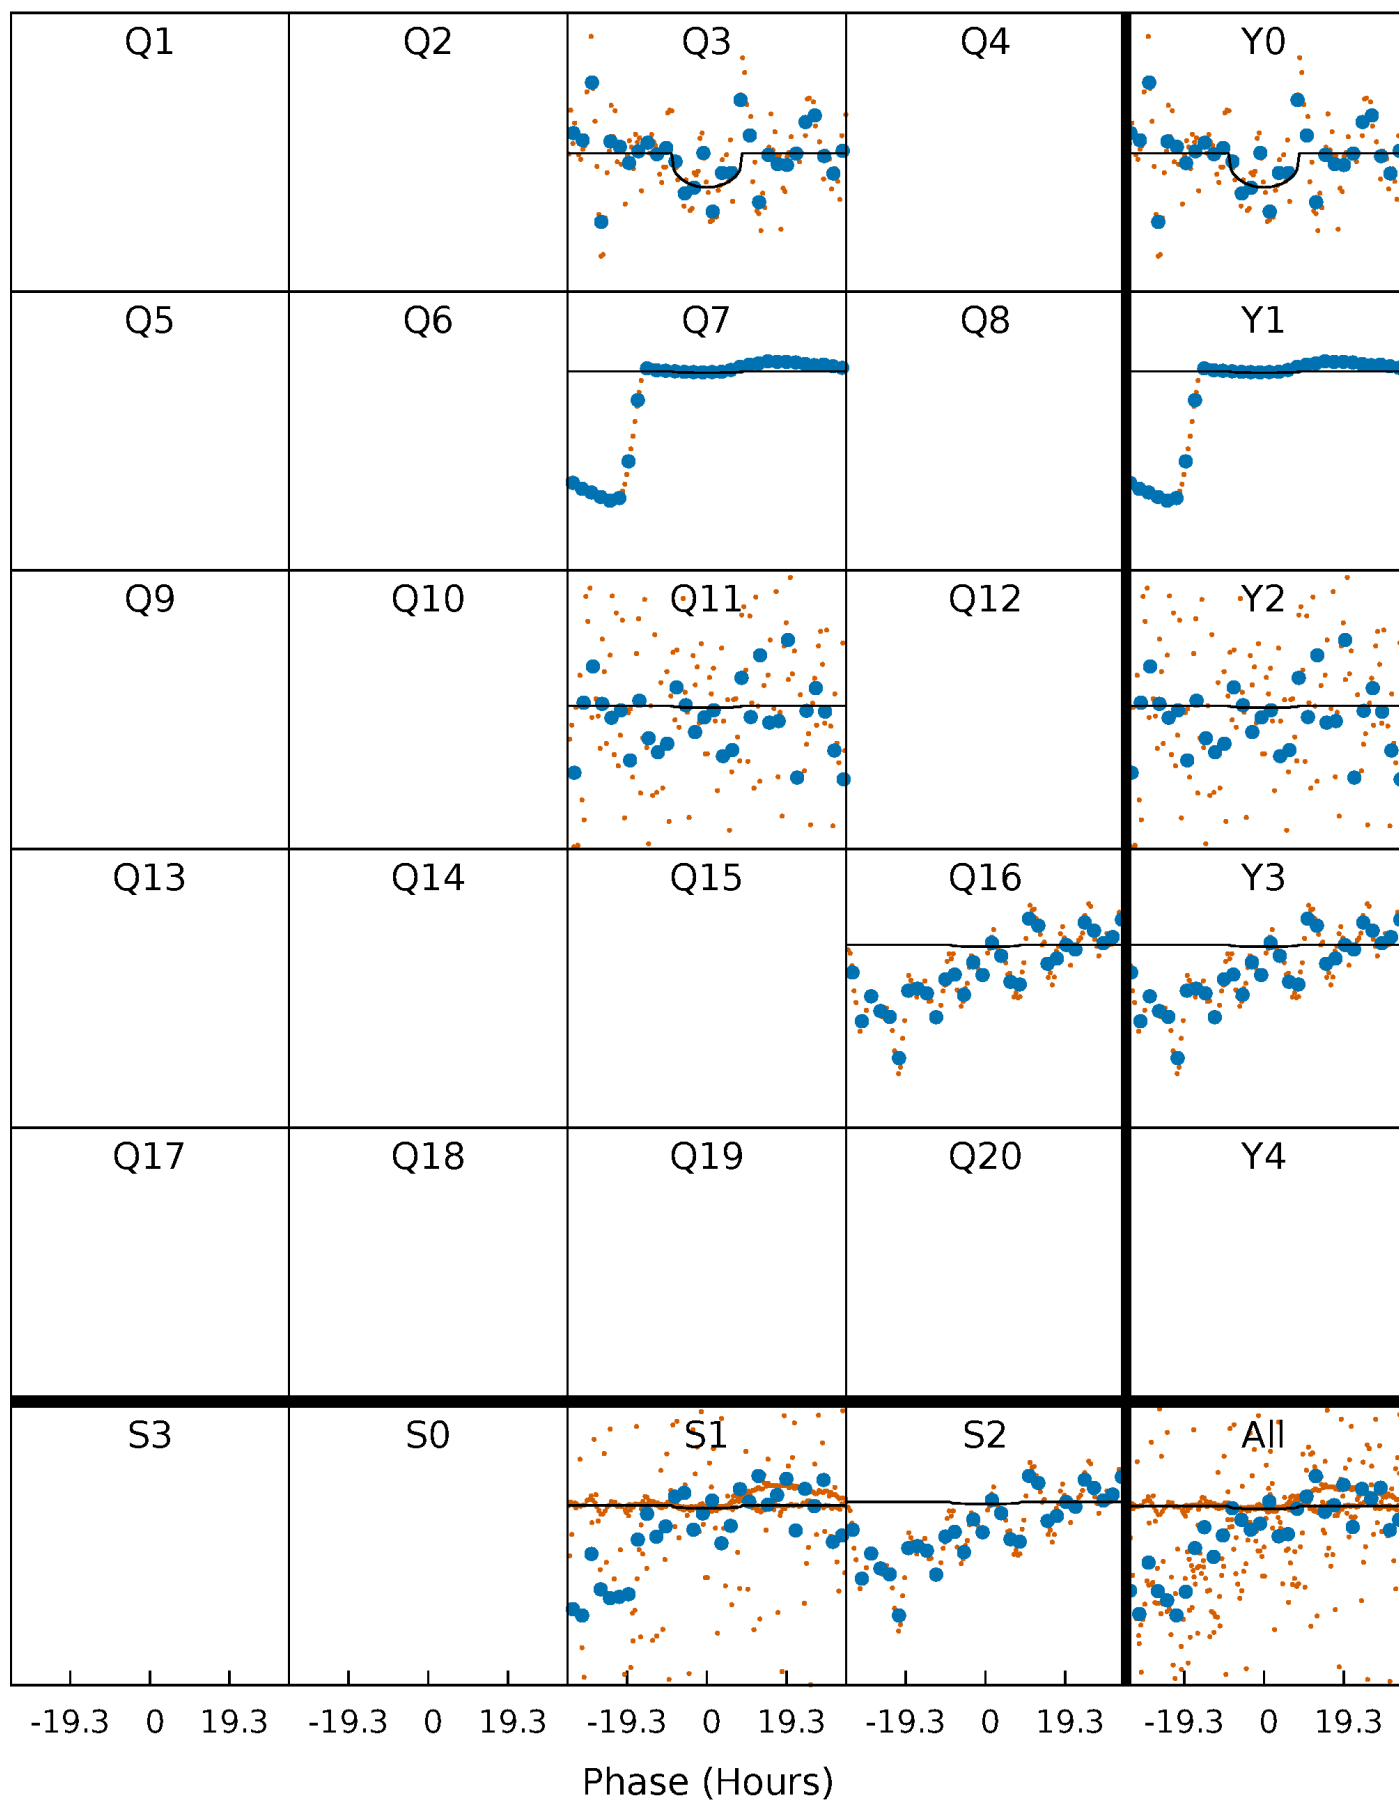 Q1 Q2 Q3 Q4 Y0
Q5 Q6 Q7 Q8 Y1
Q9 Q10 Q11 Q12 Y2
Q13 Q14 Q15 Q16 Y3
Q17 Q18 Q19 Q20 Y4
S3 S0 S1 S2 All
-19.3 0 19.3 -19.3 0 19.3 -19.3 0 19.3 -19.3 0 19.3 -19.3 0 19.3
Phase (Hours)